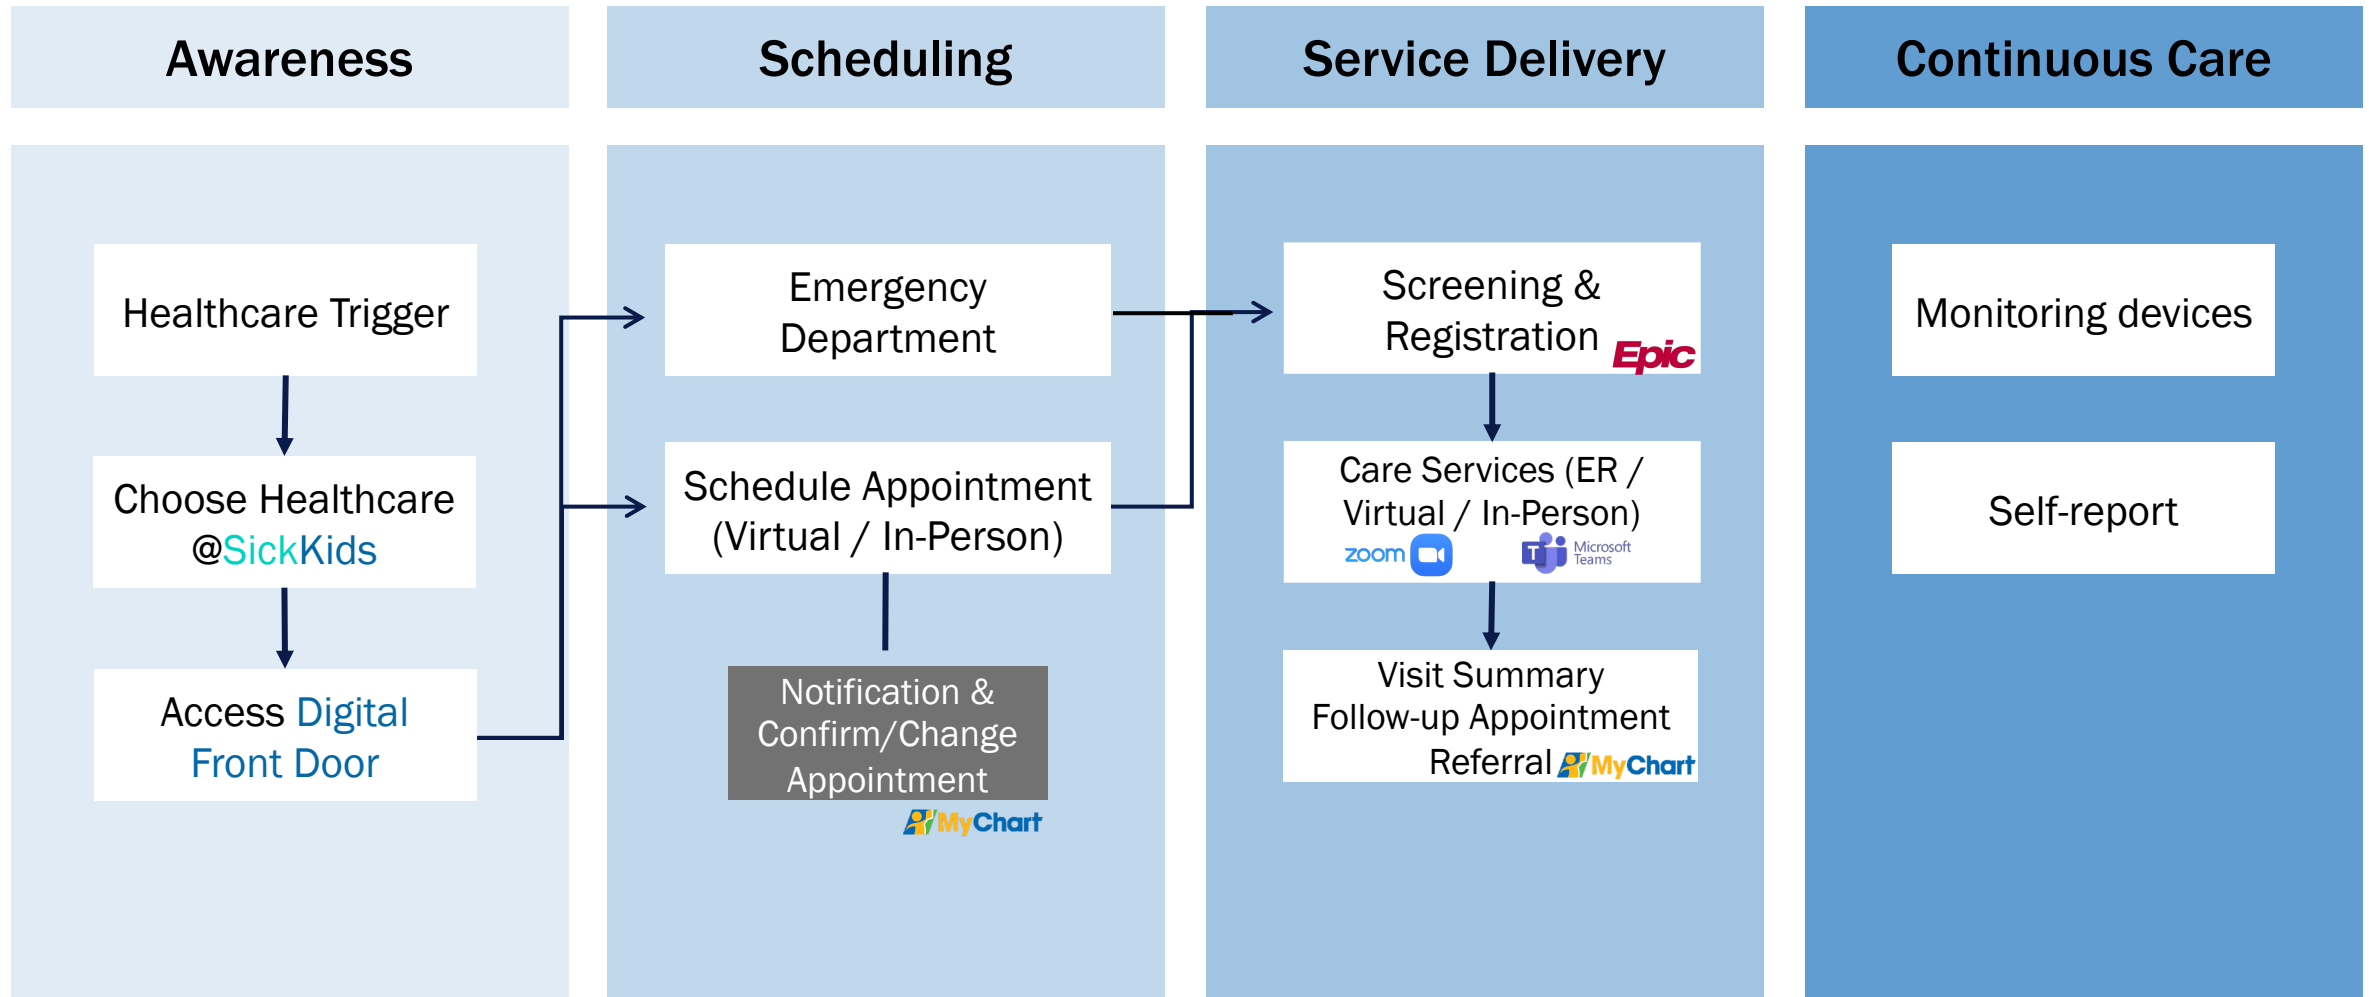 Awareness
Healthcare Trigger
Choose Healthcare
@SickKids
Access Digital
Front Door
Scheduling
Emergency
Department
Schedule Appointment
(Virtual / In-Person)
Notification &
Confirm/Change
Appointment
MyChart
Service Delivery
Screening &
Registration
Epic
Care Services (ER /
Virtual / In-Person)
zoom
T
Microsoft
Teams
Visit Summary
Follow-up Appointment
Referral MyChart
Continuous Care
Monitoring devices
Self-report